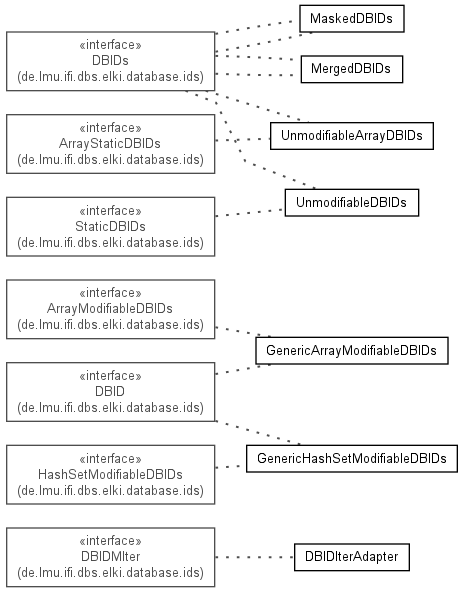 MaskedDBIDs
«interface»
DBIDs
(de.lmu.ifi.dbs.elki.database.ids)
MergedDBIDs
«interface»
ArrayStaticDBIDs
(de.lmu.ifi.dbs.elki.database.ids)
UnmodifiableArrayDBIDs
«interface»
StaticDBIDs
(de.lmu.ifi.dbs.elki.database.ids)
UnmodifiableDBIDs
«interface»
ArrayModifiableDBIDs
(de.lmu.ifi.dbs.elki.database.ids)
GenericArrayModifiableDBIDs
«interface»
DBID
(de.lmu.ifi.dbs.elki.database.ids)
«interface»
HashSetModifiableDBIDs
(de.lmu.ifi.dbs.elki.database.ids)
GenericHashSetModifiableDBIDs
«interface»
DBIDMIter
(de.lmu.ifi.dbs.elki.database.ids)
DBIDIterAdapter